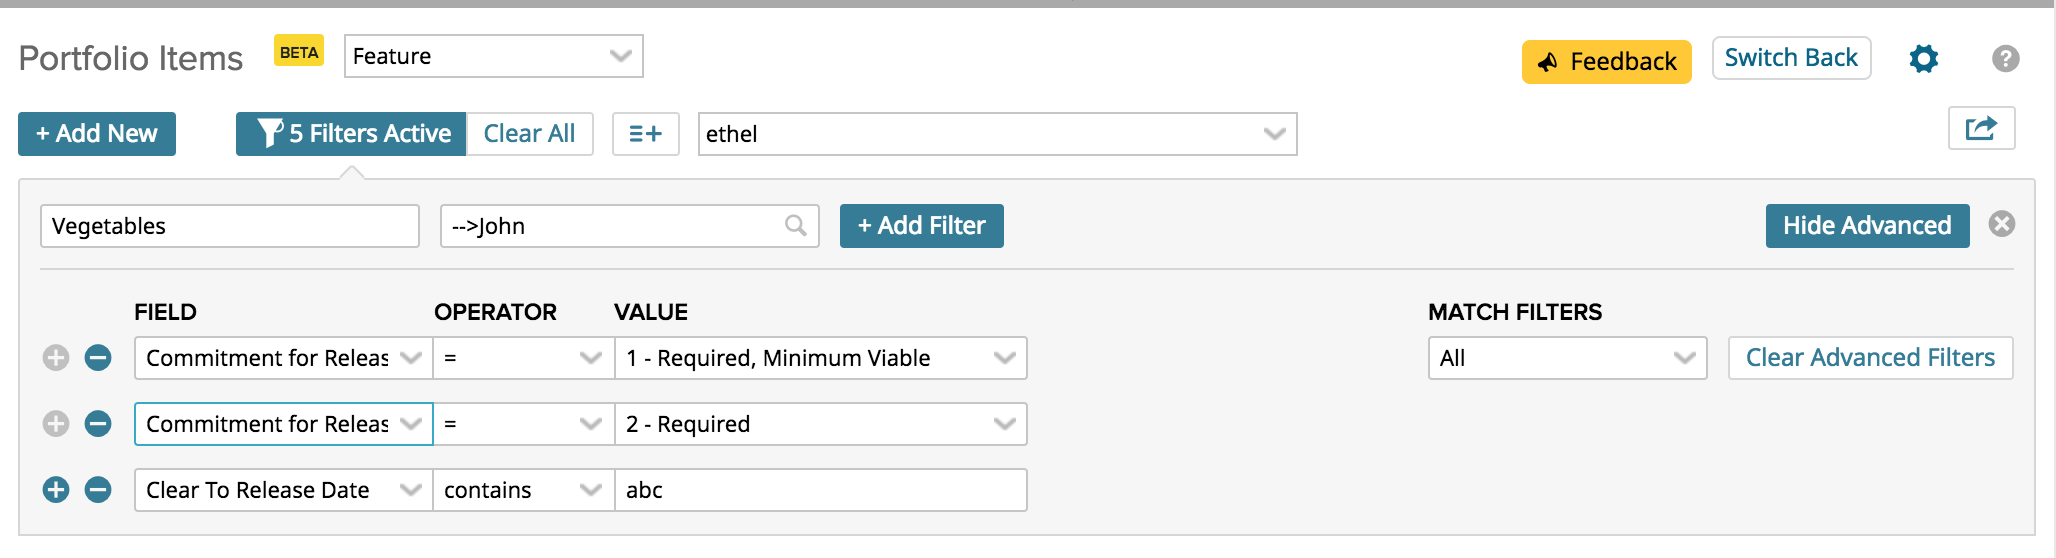 Portfolio Items BETA Feature Feedback Switch Back ?
+ Add New 5 Filters Active Clear All ethel
Vegetables -->John + Add Filter Hide Advanced
FIELD OPERATOR VALUE MATCH FILTERS
Commitment for Releas = 1 - Required, Minimum Viable All Clear Advanced Filters
Commitment for Releas = 2 - Required
Clear To Release Date contains abc